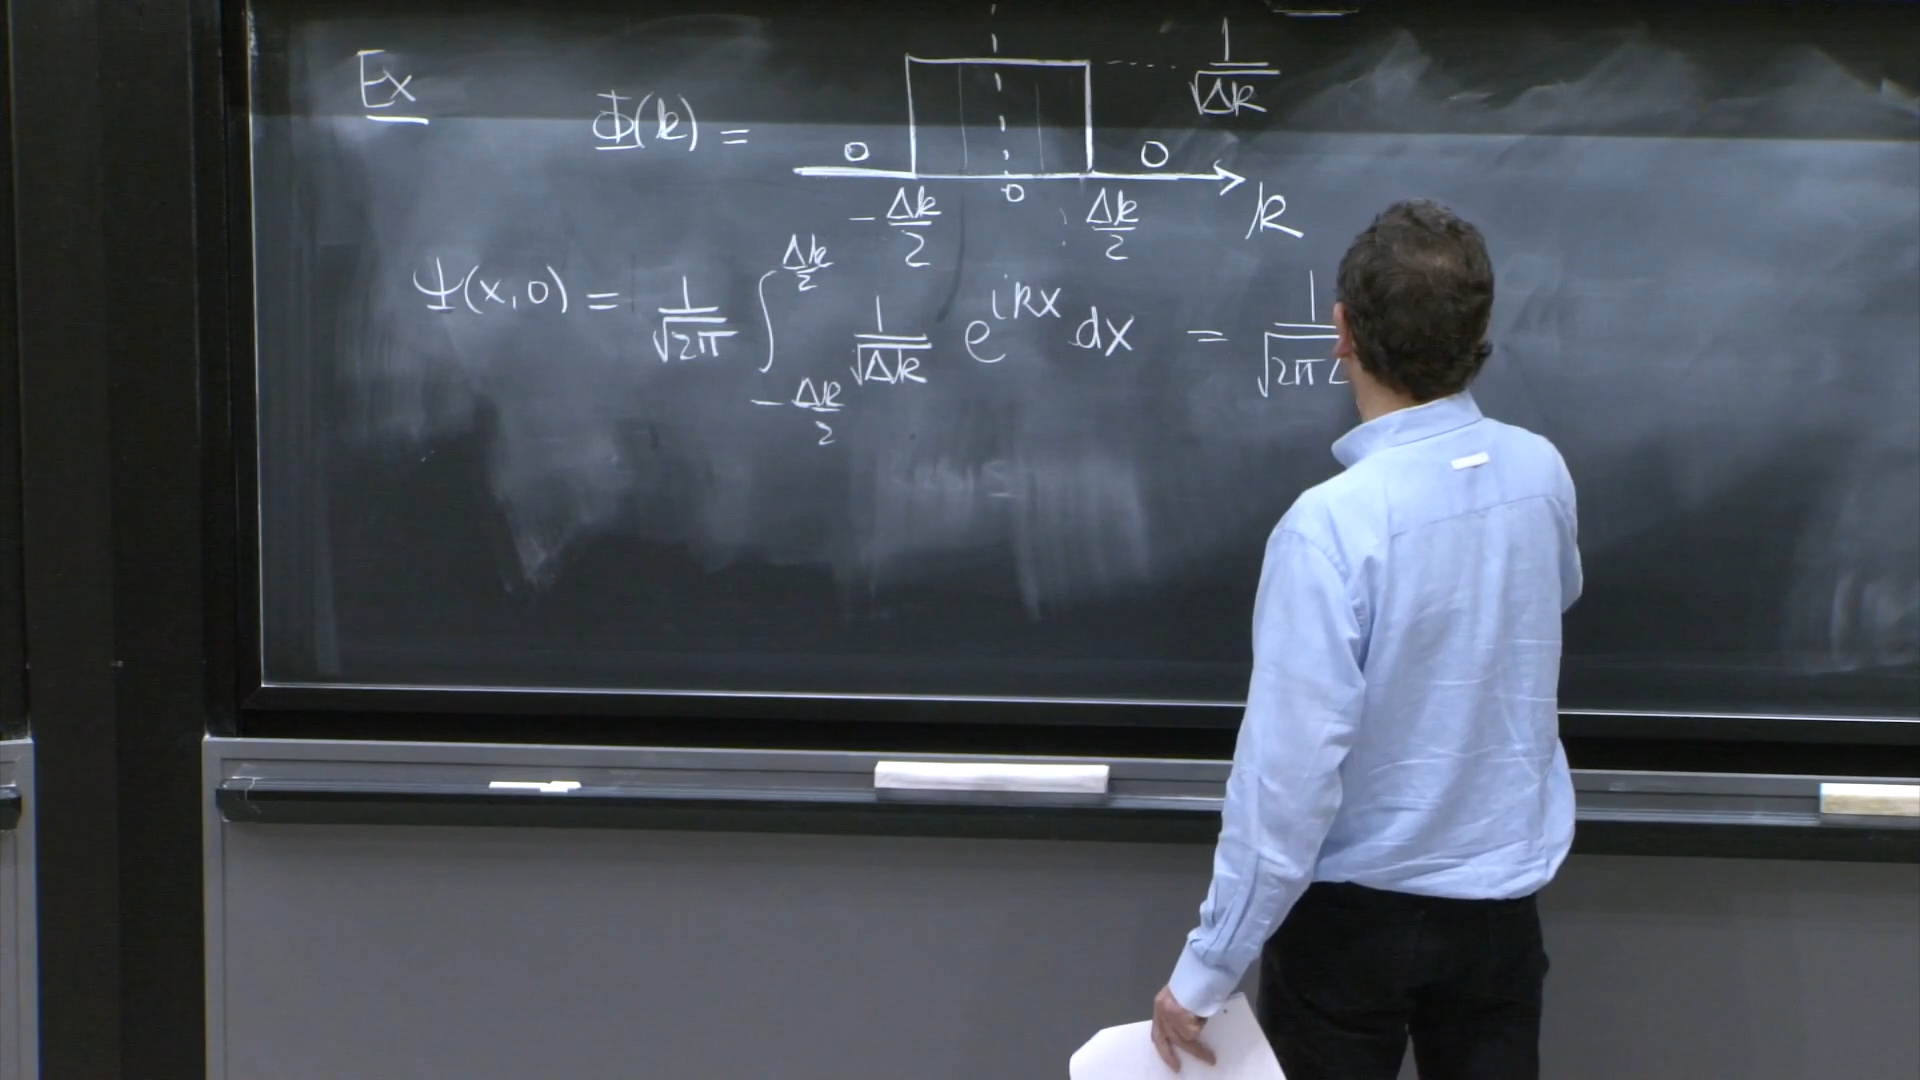 Ex
Φ(k) =
1/√Δk
0 0
-Δk/2 0 Δk/2 k
Ψ(x,0) = 1/√2π ∫_{-Δk/2}^{Δk/2} 1/√Δk e^{ikx} dx = 1/√2π